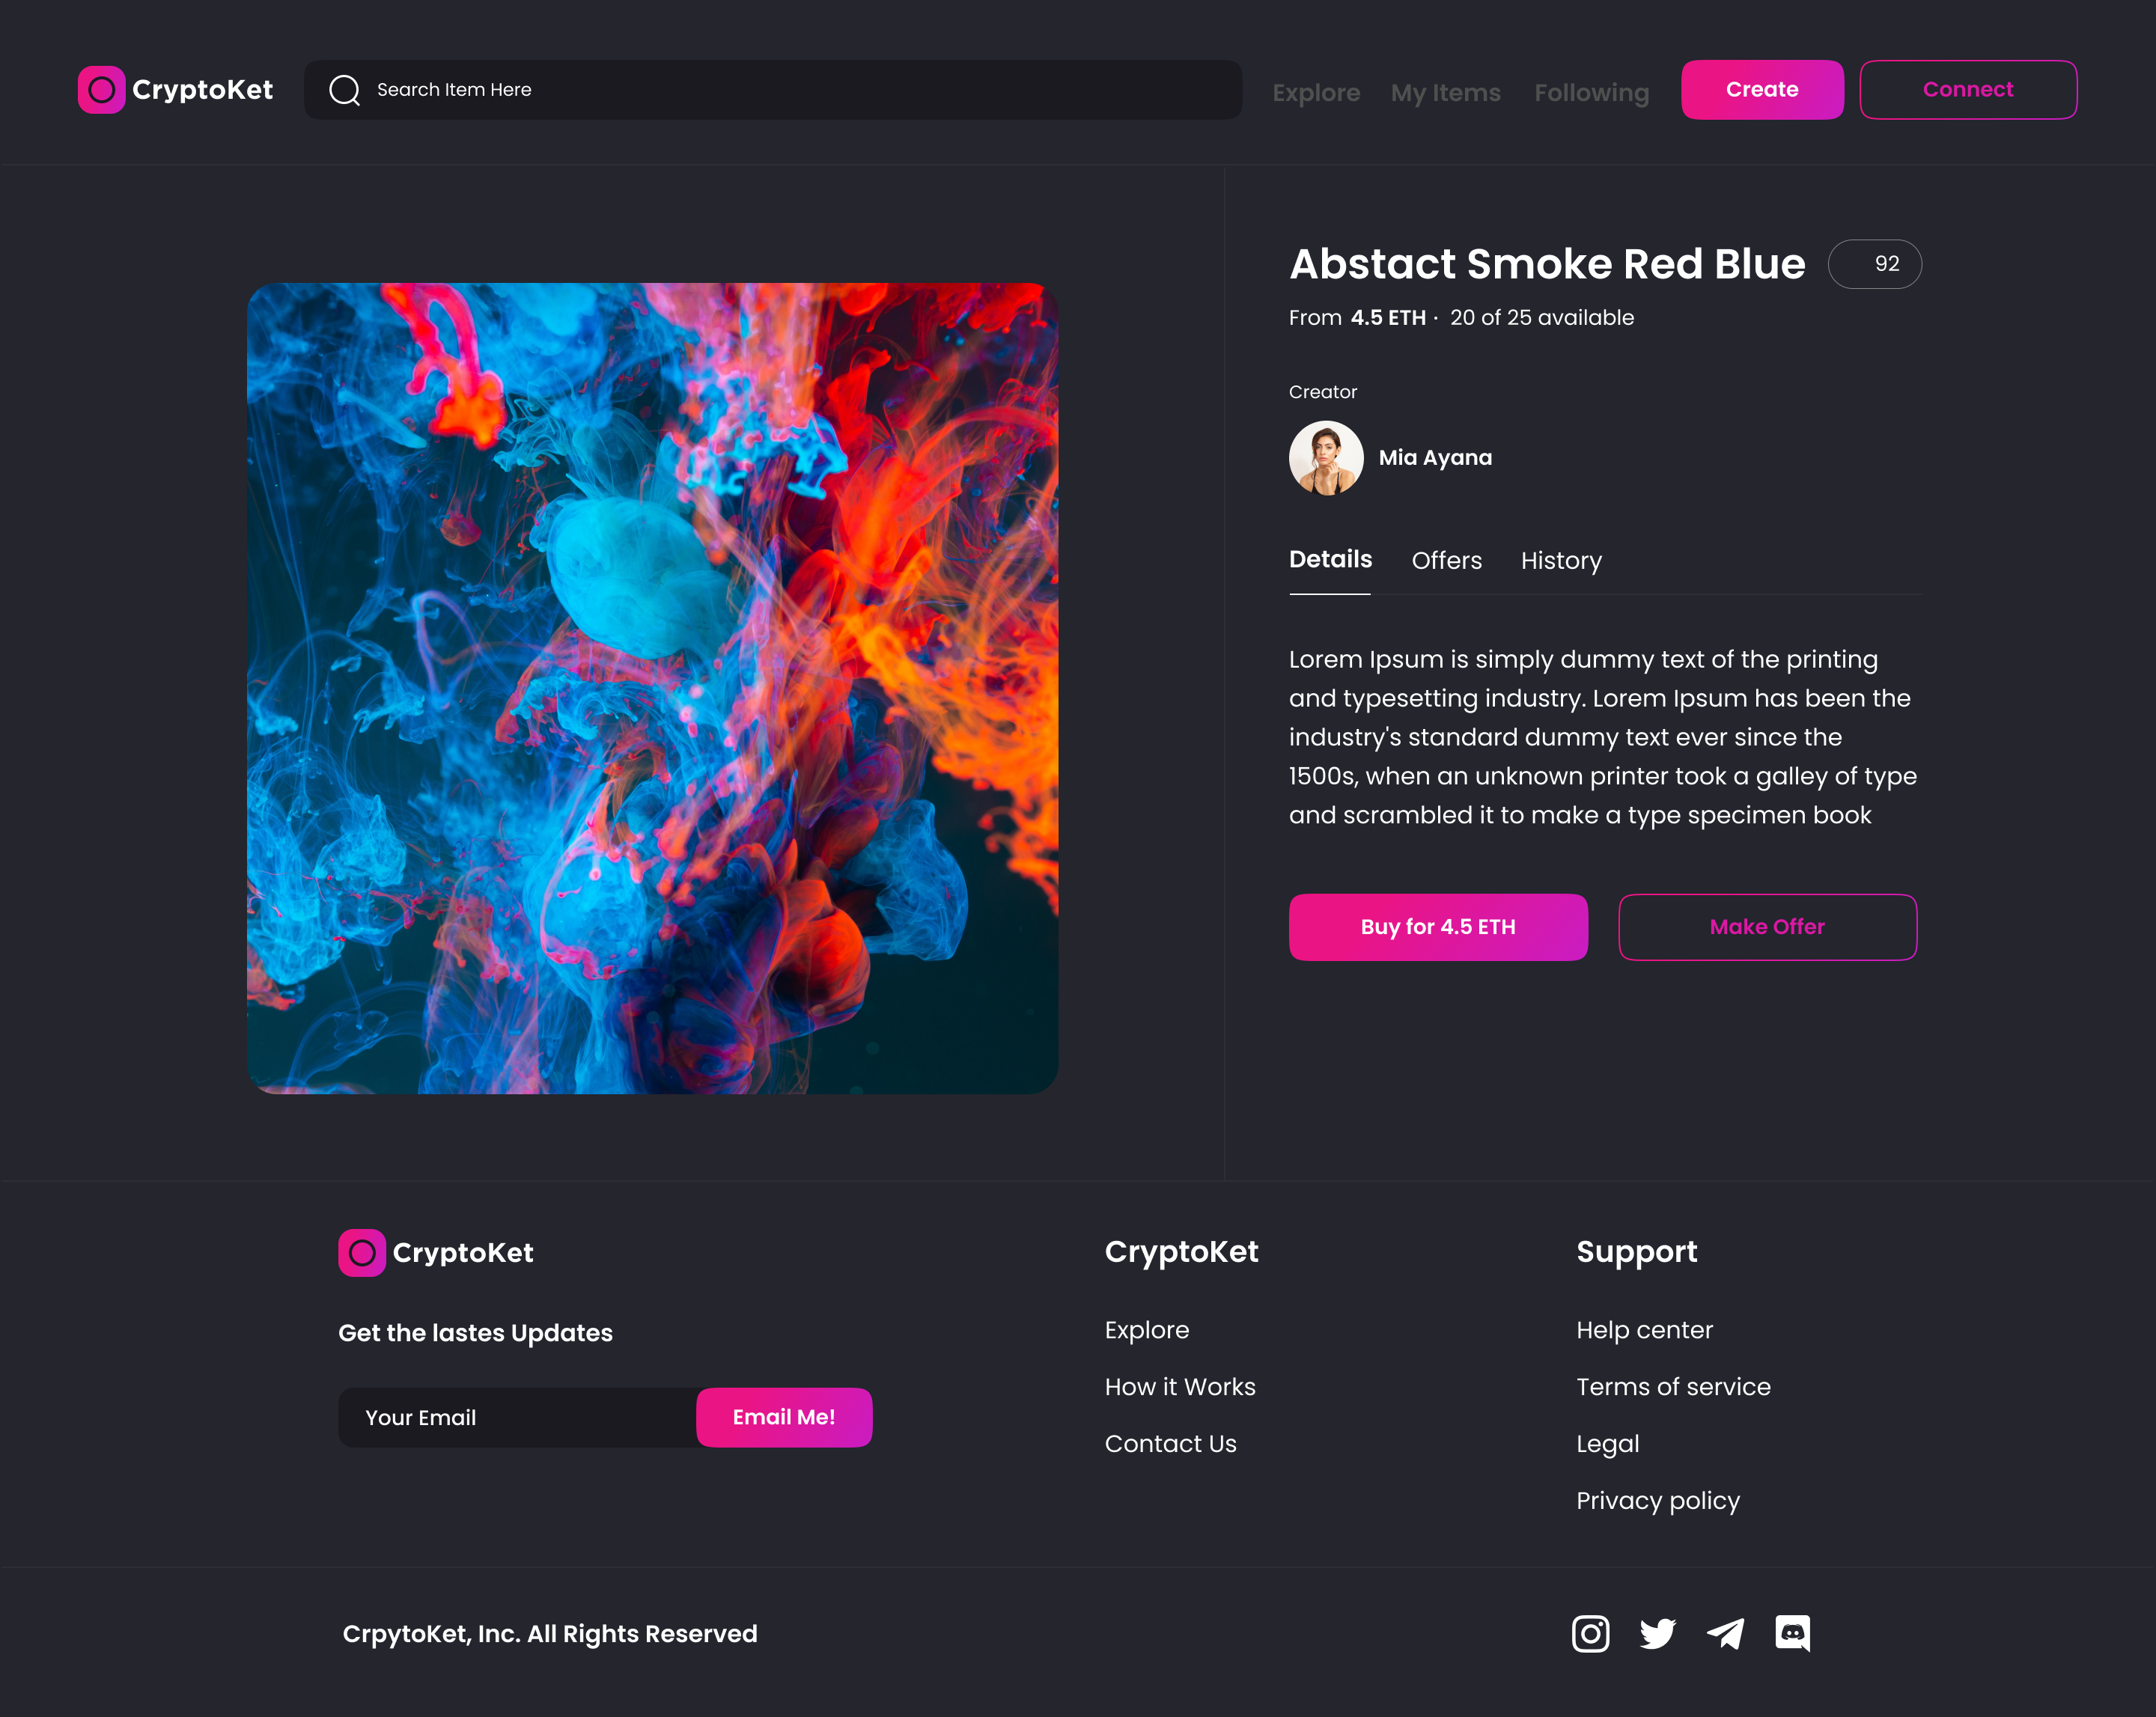 CryptoKet
Search Item Here
Explore
My Items
Following
Create
Connect
Abstact Smoke Red Blue
92
From 4.5 ETH · 20 of 25 available
Creator
Mia Ayana
Details
Offers
History
Lorem Ipsum is simply dummy text of the printing
and typesetting industry. Lorem Ipsum has been the
industry's standard dummy text ever since the
1500s, when an unknown printer took a galley of type
and scrambled it to make a type specimen book
Buy for 4.5 ETH
Make Offer
CryptoKet
Get the lastes Updates
Your Email
Email Me!
CryptoKet
Explore
How it Works
Contact Us
Support
Help center
Terms of service
Legal
Privacy policy
CrpytoKet, Inc. All Rights Reserved